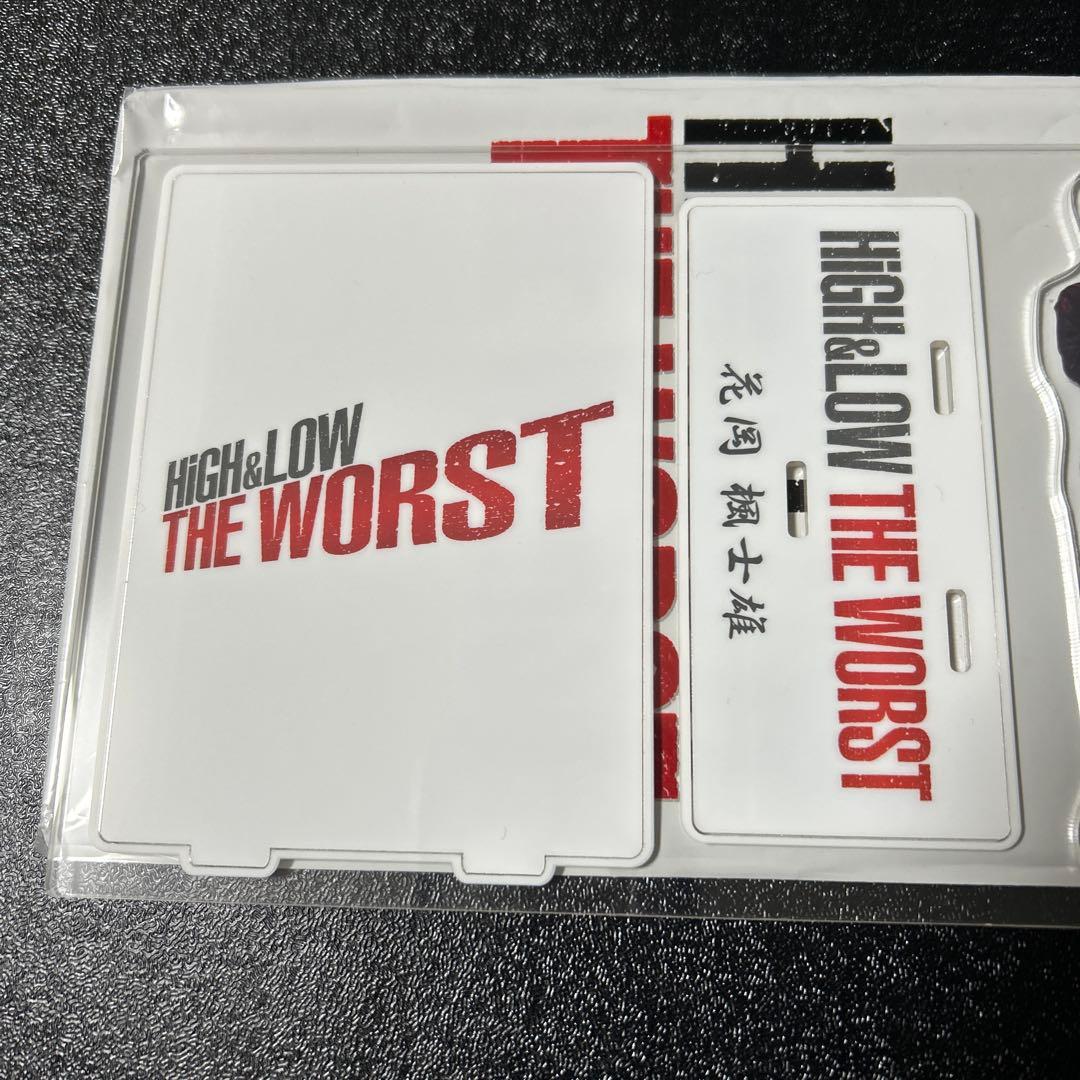 HiGH&LOW
THE WORST
HiGH&LOW THE WORST
花岡 楓士雄
H